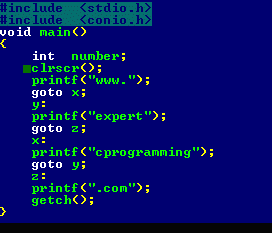 #include <stdio.h>
#include <conio.h>
void main()
{
int number;
clrscr();
printf("www.");
goto x;
y:
printf("expert");
goto z;
x:
printf("cprogramming");
goto y;
z:
printf(".com");
getch();
}